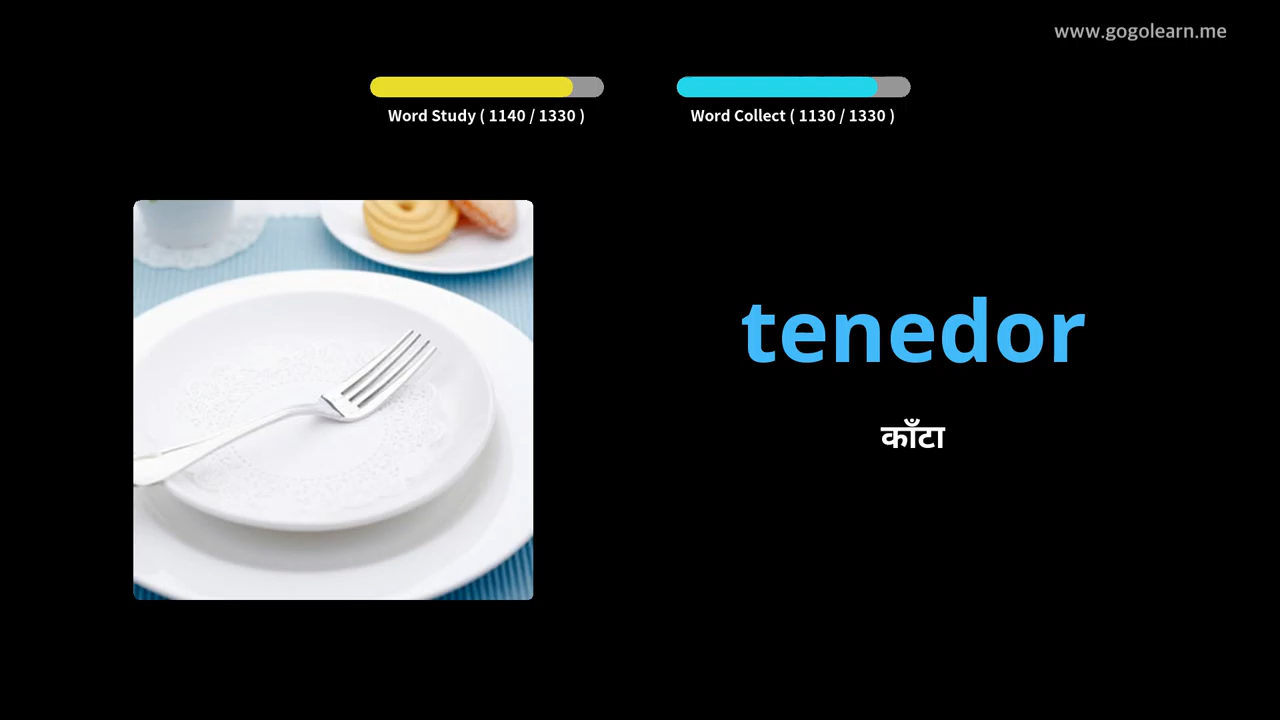 www.gogolearn.me
Word Study ( 1140 / 1330 )
Word Collect ( 1130 / 1330 )
tenedor
काँटा